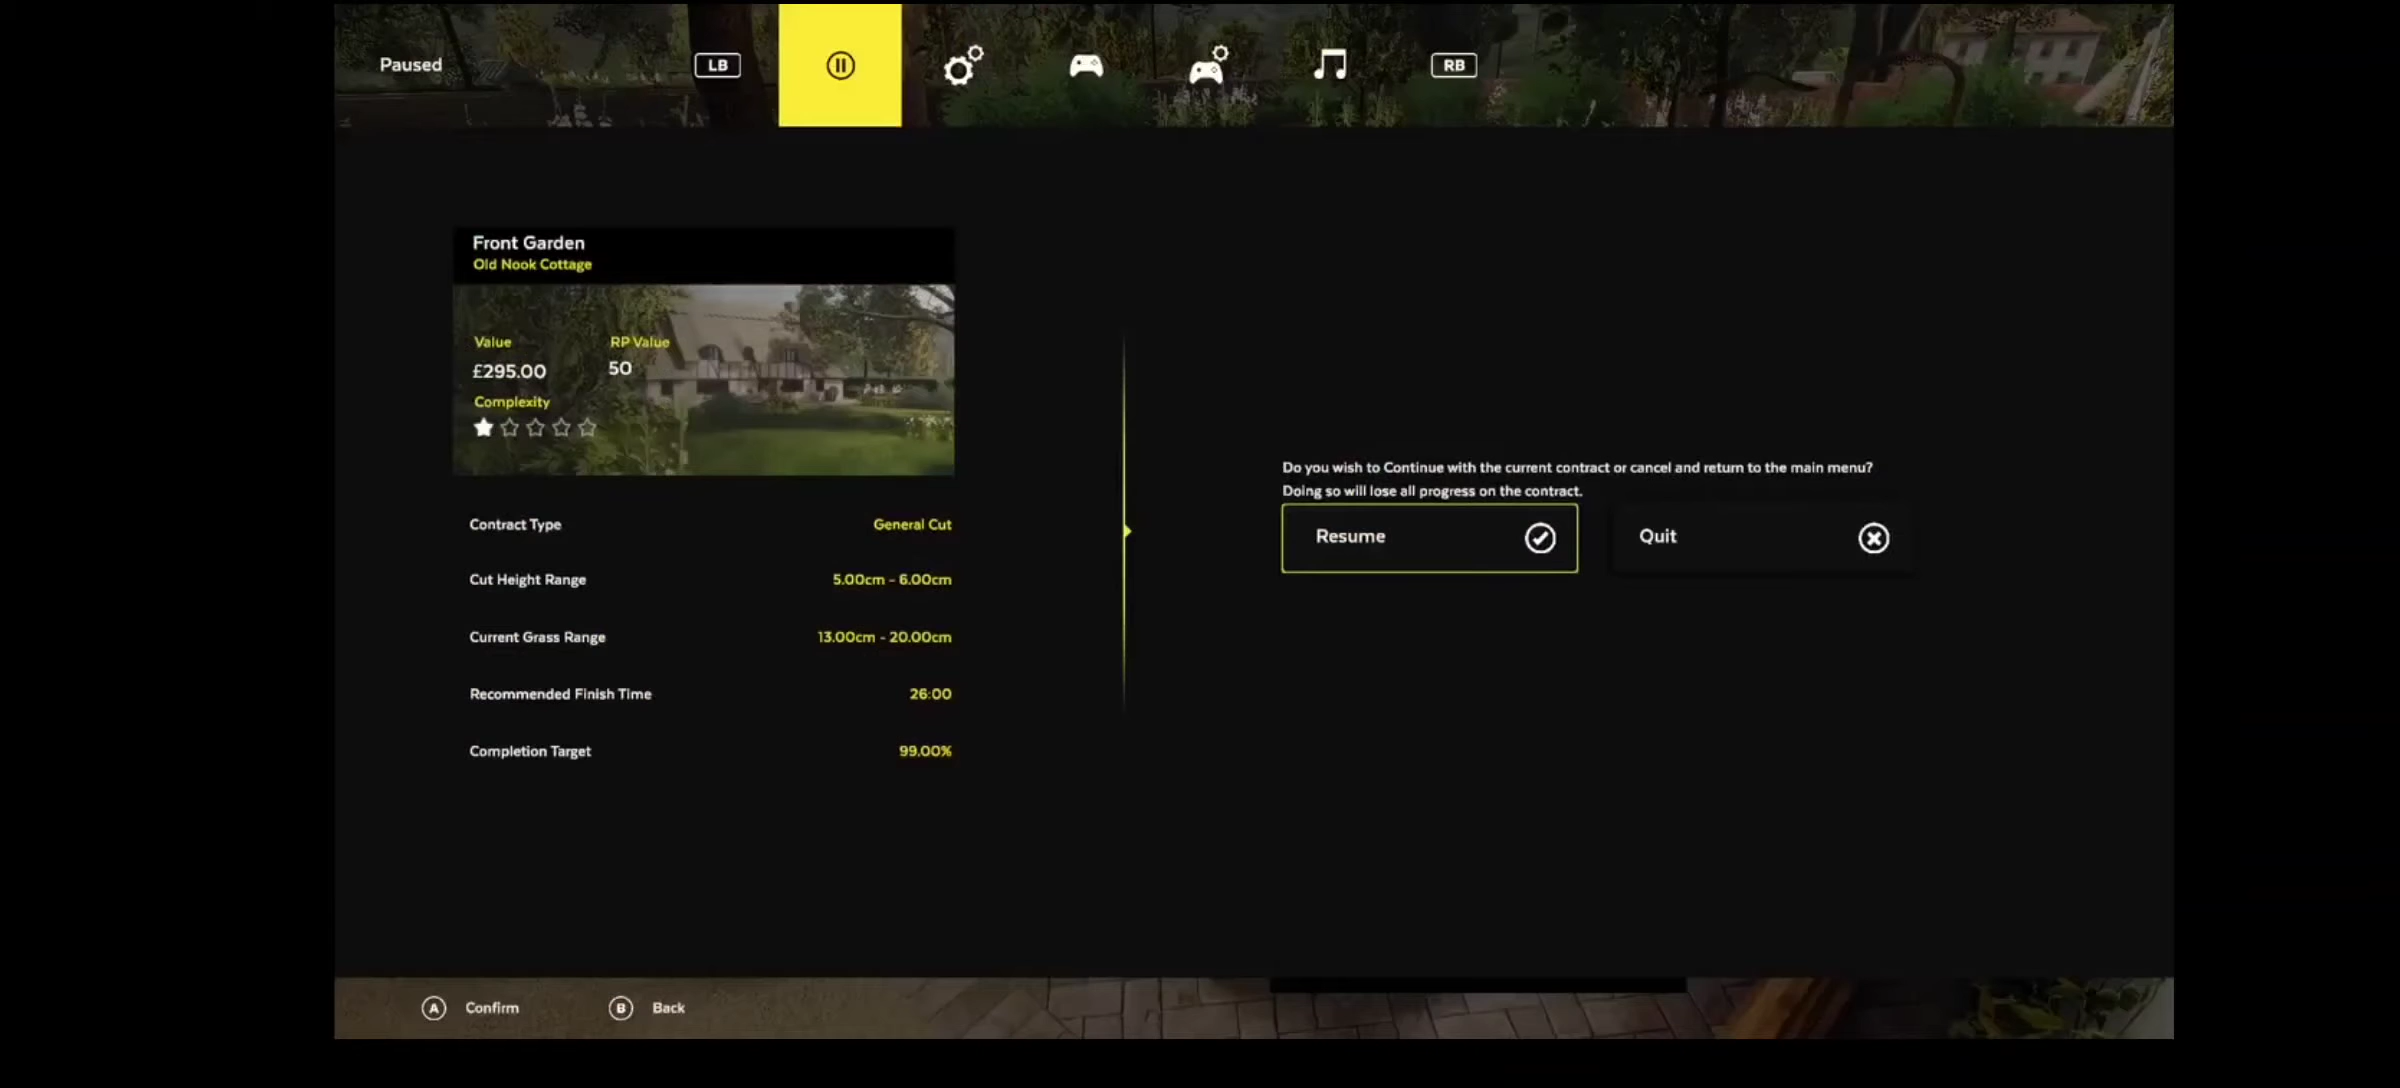 Paused
LB
RB
Front Garden
Old Nook Cottage
Value
RP Value
£295.00
50
Complexity
Contract Type
General Cut
Cut Height Range
5.00cm - 6.00cm
Current Grass Range
13.00cm - 20.00cm
Recommended Finish Time
26:00
Completion Target
99.00%
Do you wish to Continue with the current contract or cancel and return to the main menu?
Doing so will lose all progress on the contract.
Resume
Quit
A Confirm
B Back